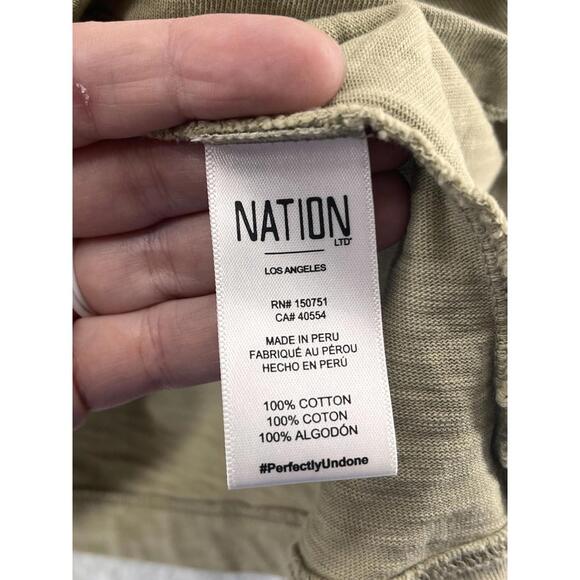 NATION
LTD
LOS ANGELES
RN# 150751
CA# 40554
MADE IN PERU
FABRIQUÉ AU PÉROU
HECHO EN PERÚ
100% COTTON
100% COTON
100% ALGODÓN
#PerfectlyUndone